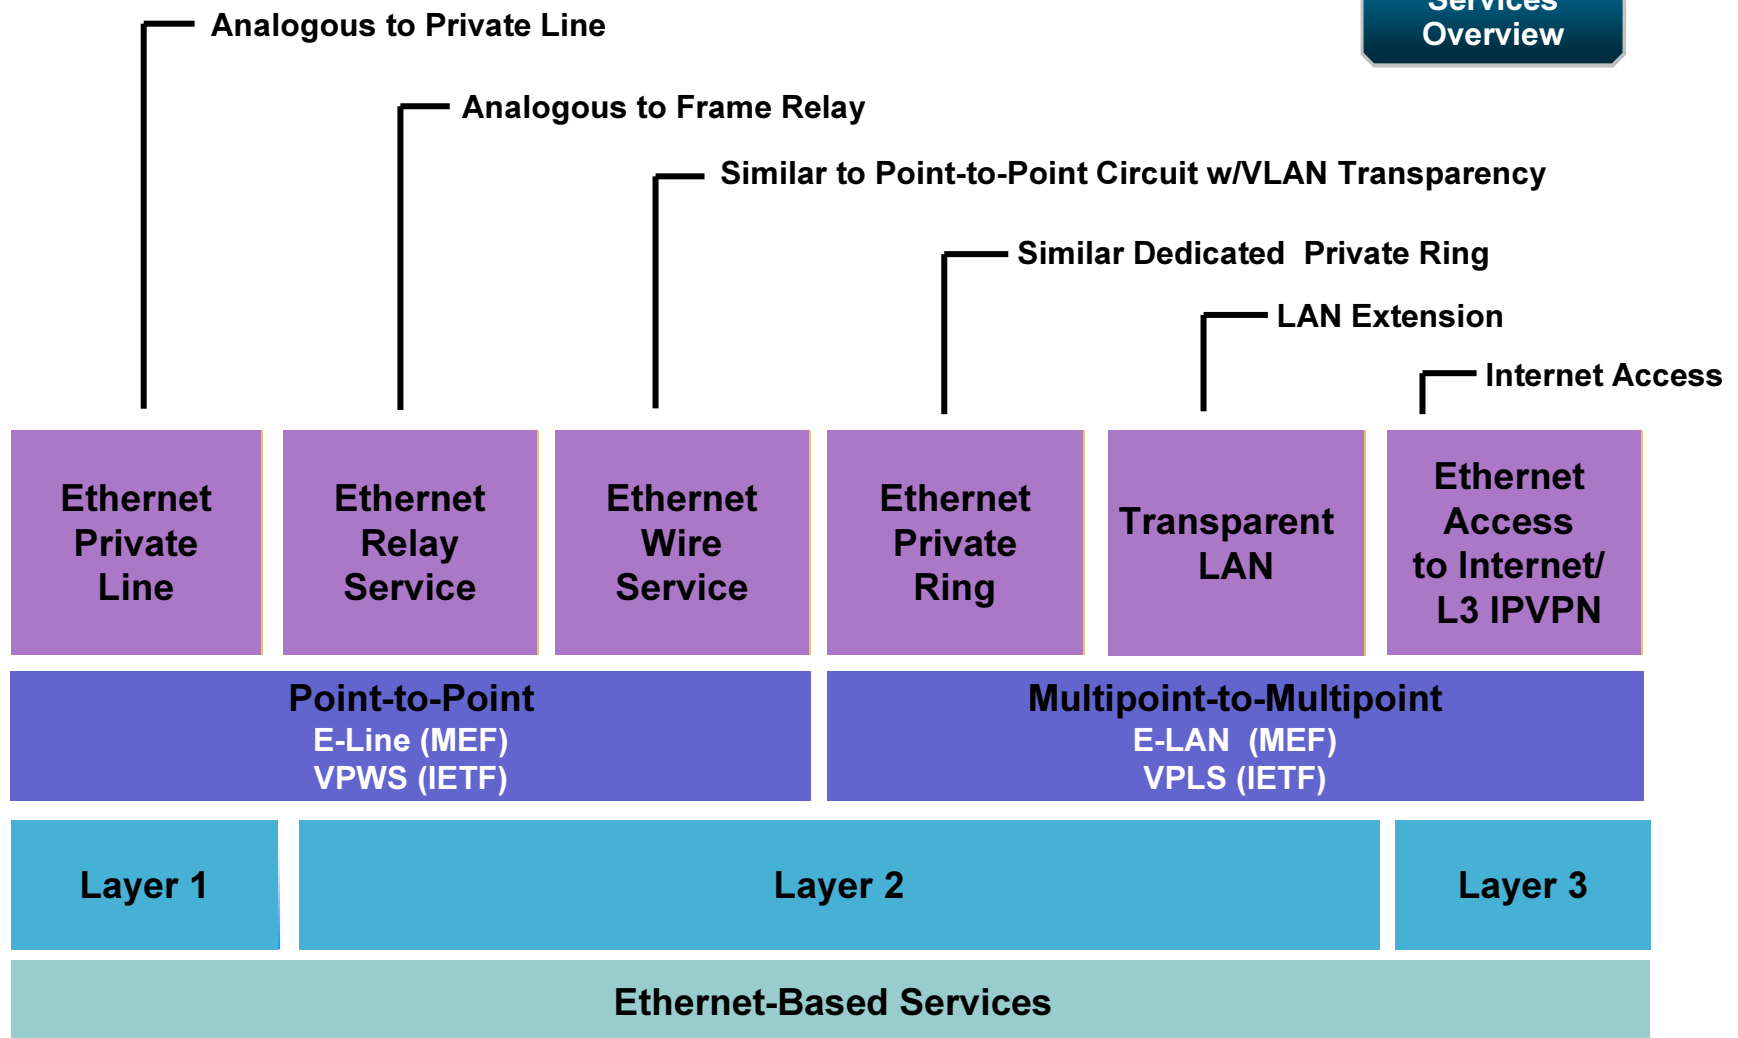 Services
Overview
Analogous to Private Line
Analogous to Frame Relay
Similar to Point-to-Point Circuit w/VLAN Transparency
Similar Dedicated  Private Ring
LAN Extension
Internet Access
Ethernet
Private
Line
Ethernet
Relay
Service
Ethernet
Wire
Service
Ethernet
Private
Ring
Transparent
LAN
Ethernet
Access
to Internet/
L3 IPVPN
Point-to-Point
E-Line (MEF)
VPWS (IETF)
Multipoint-to-Multipoint
E-LAN  (MEF)
VPLS (IETF)
Layer 1
Layer 2
Layer 3
Ethernet-Based Services